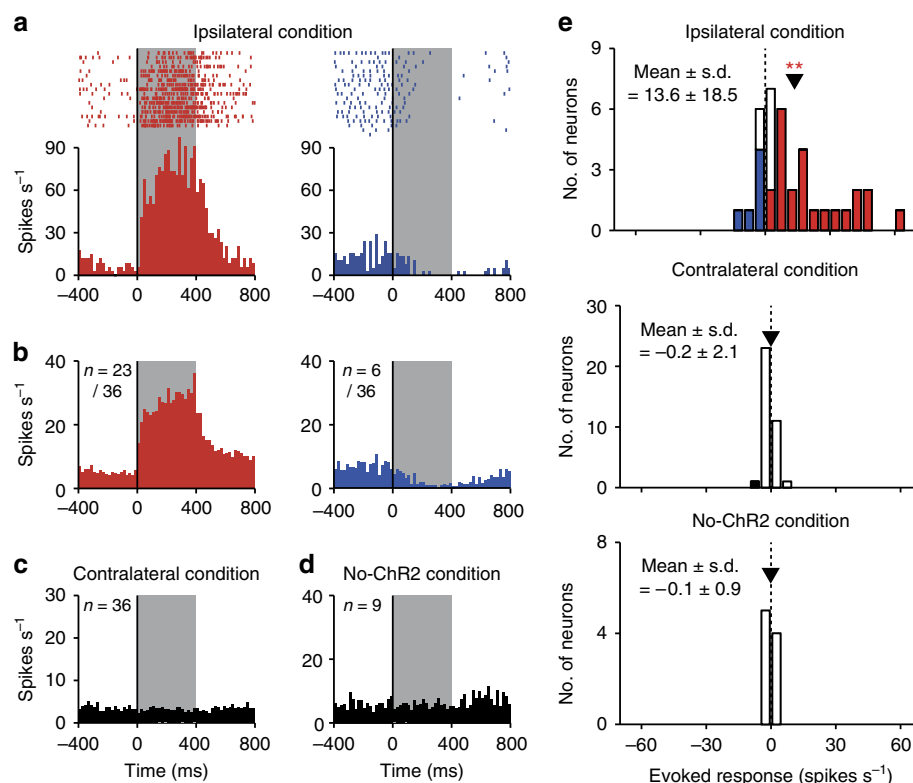 a
Ipsilateral condition
Spikes s⁻¹
90
60
30
0
−400
0
400
800
90
60
30
0
−400
0
400
800
b
Spikes s⁻¹
40
20
0
n = 23
/ 36
−400
0
400
800
40
20
0
n = 6
/ 36
−400
0
400
800
c
Contralateral condition
n = 36
Spikes s⁻¹
30
20
10
0
−400
0
400
800
Time (ms)
d
No-ChR2 condition
n = 9
40
20
0
−400
0
400
800
Time (ms)
e
Ipsilateral condition
No. of neurons
9
6
3
0
Mean ± s.d.
= 13.6 ± 18.5
**
Contralateral condition
No. of neurons
30
20
10
0
Mean ± s.d.
= −0.2 ± 2.1
−60
−30
0
30
60
No-ChR2 condition
No. of neurons
8
4
0
Mean ± s.d.
= −0.1 ± 0.9
−60
−30
0
30
60
Evoked response (spikes s⁻¹)